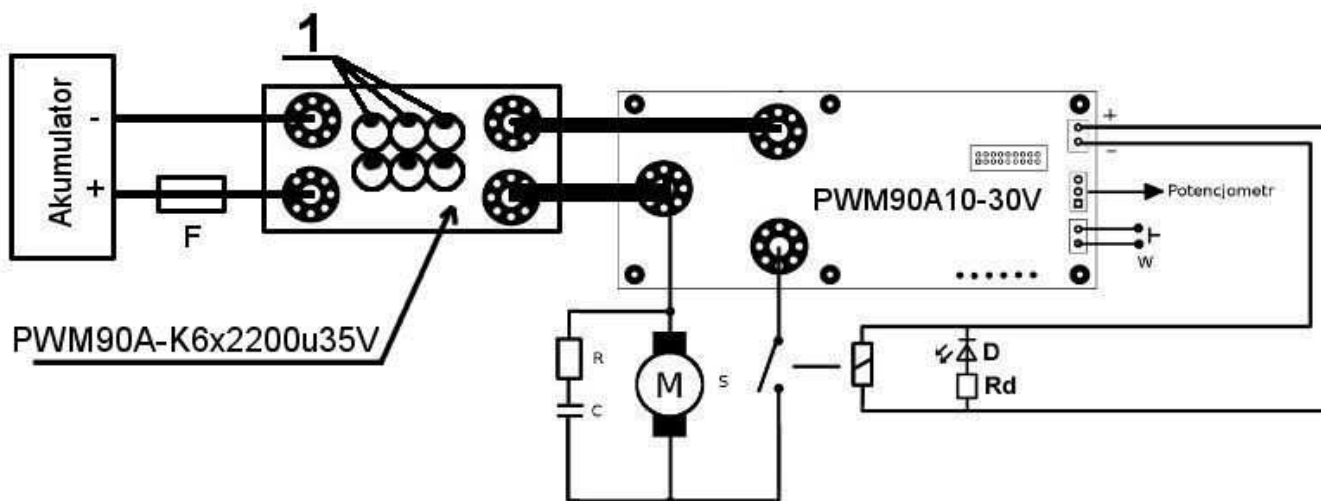 1
Akumulator
-
+
F
PWM90A-K6x2200u35V
PWM90A10-30V
+
-
Potencjometr
W
R
C
M
S
D
Rd